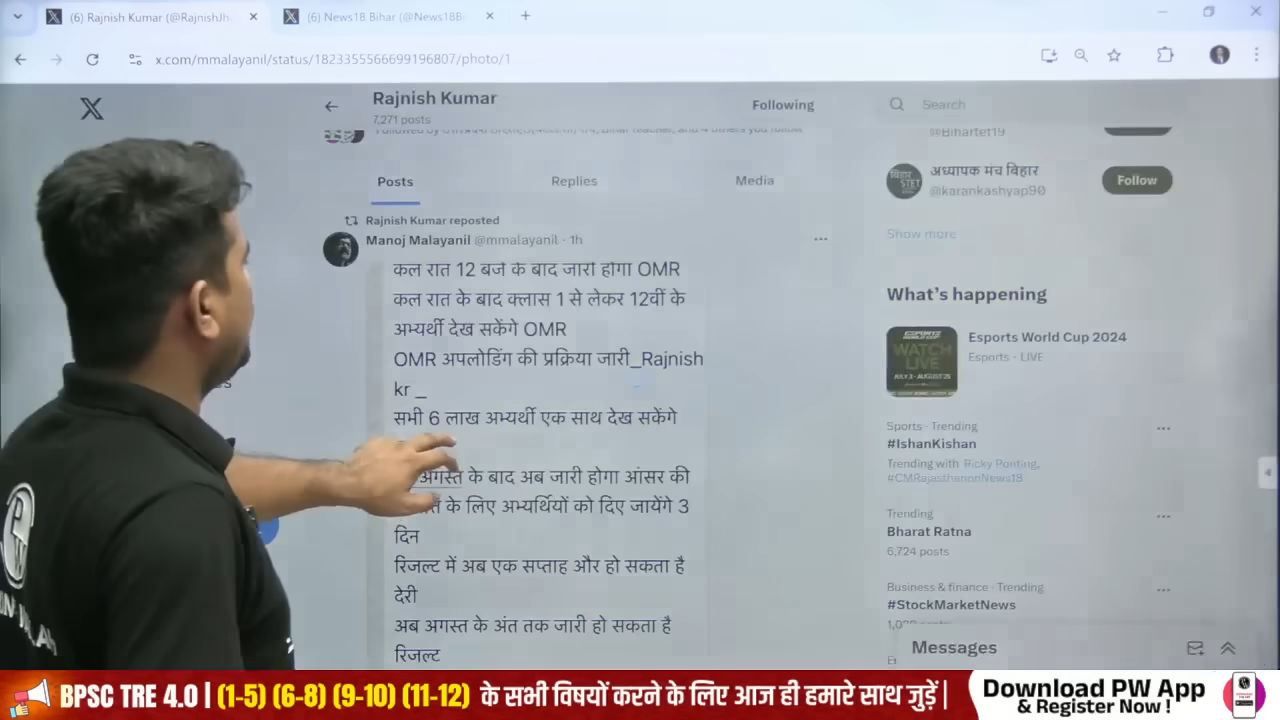 (6) Rajnish Kumar (@RajnishJh
(6) News18 Bihar (@News18Bi
x.com/mmalayanil/status/1823355566699196807/photo/1
Rajnish Kumar
7,271 posts
Following
Search
@Bihartet19
Posts
Replies
Media
अध्यापक मंच बिहार
@karankashyap90
Follow
Show more
Rajnish Kumar reposted
Manoj Malayanil @mmalayanil · 1h
कल रात 12 बजे के बाद जारी होगा OMR
कल रात के बाद क्लास 1 से लेकर 12वीं के
अभ्यर्थी देख सकेंगे OMR
OMR अपलोडिंग की प्रक्रिया जारी_Rajnish
kr _
सभी 6 लाख अभ्यर्थी एक साथ देख सकेंगे
अगस्त के बाद अब जारी होगा आंसर की
के लिए अभ्यर्थियों को दिए जायेंगे 3
दिन
रिजल्ट में अब एक सप्ताह और हो सकता है
देरी
अब अगस्त के अंत तक जारी हो सकता है
रिजल्ट
What's happening
ESPORTS
WORLD CUP
WATCH
LIVE
Esports World Cup 2024
Esports · LIVE
Sports · Trending
#IshanKishan
Trending with Ricky Ponting,
#CMRajasthanonNews18
Trending
Bharat Ratna
6,724 posts
Business & finance · Trending
#StockMarketNews
Messages
BPSC TRE 4.0 | (1-5) (6-8) (9-10) (11-12) के सभी विषयों करने के लिए आज ही हमारे साथ जुड़ें |
Download PW App
& Register Now !